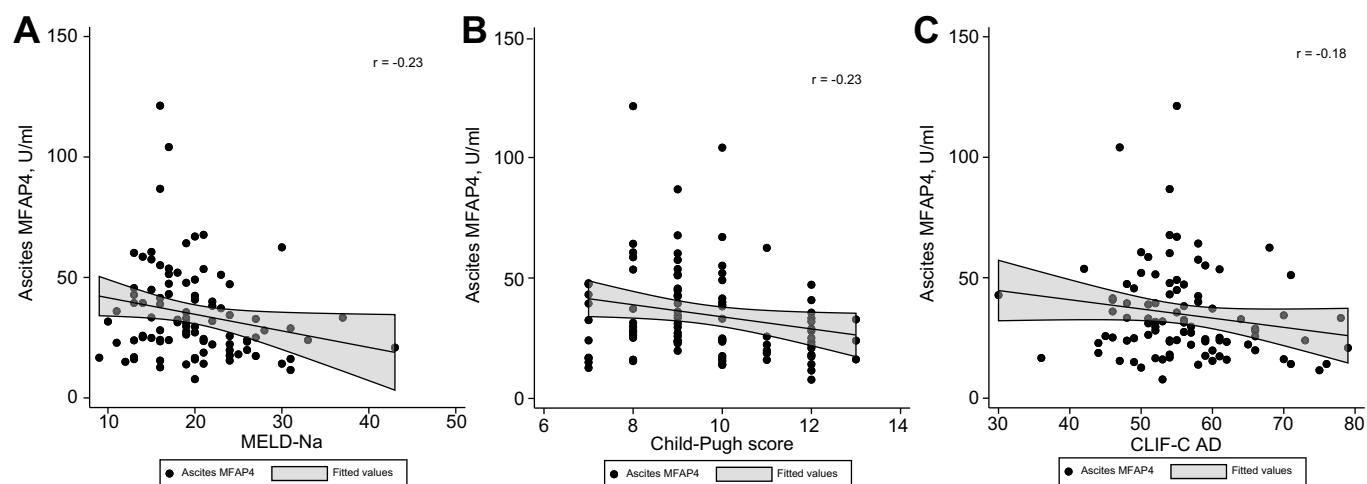 A
150
100
50
0
Ascites MFAP4, U/ml
r = -0.23
10 20 30 40 50
MELD-Na
Ascites MFAP4 Fitted values
B
150
100
50
0
Ascites MFAP4, U/ml
r = -0.23
6 8 10 12 14
Child-Pugh score
Ascites MFAP4 Fitted values
C
150
100
50
0
Ascites MFAP4, U/ml
r = -0.18
30 40 50 60 70 80
CLIF-C AD
Ascites MFAP4 Fitted values